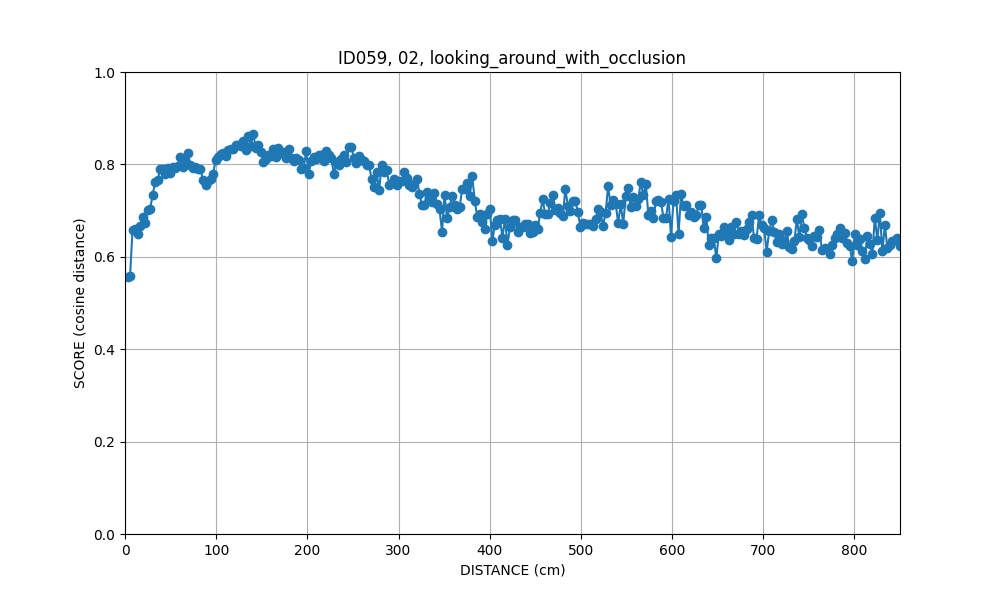 ID059, 02, looking_around_with_occlusion
SCORE (cosine distance)
1.0
0.8
0.6
0.4
0.2
0.0
0 100 200 300 400 500 600 700 800
DISTANCE (cm)